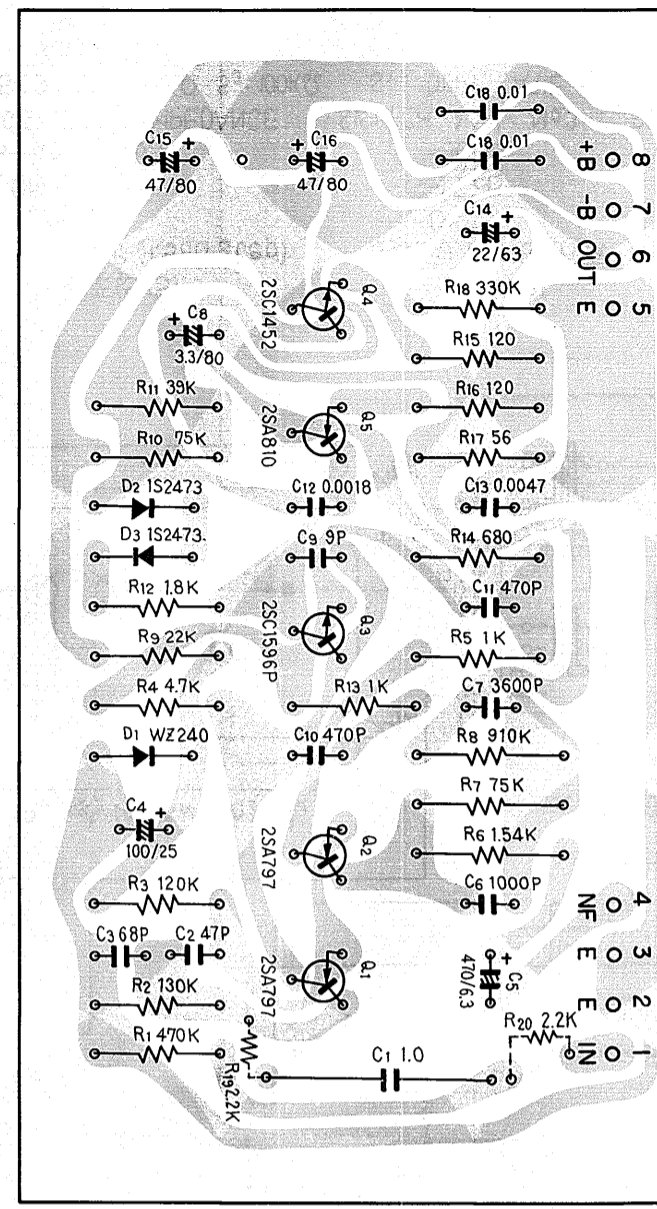 C18 0.01
C15 + 47/80
+ C16 47/80
C18 0.01
+B 8
-B 7
C14 + 22/63
OUT 6
E 5
2SC1452 Q4
R18 330K
+ C8 3.3/80
R15 120
R11 39K
R16 120
2SA810 Q5
R10 75K
R17 56
D2 1S2473
C12 0.0018
C13 0.0047
D3 1S2473.
C9 9P
R14 680
R12 1.8K
C11 470P
2SC1596P Q3
R9 22K
R5 1K
R4 4.7K
R13 1K
C7 3600P
D1 WZ240
C10 470P
R8 910K
R7 75K
C4 + 100/25
2SA797 Q2
R6 1.54K
R3 120K
C6 1000P
NF 4
C3 68P
C2 47P
2SA797 Q1
+ C5 470/6.3
E 3
R2 130K
E 2
R20 2.2K
R1 470K
IN 1
R19 2.2K
C1 1.0